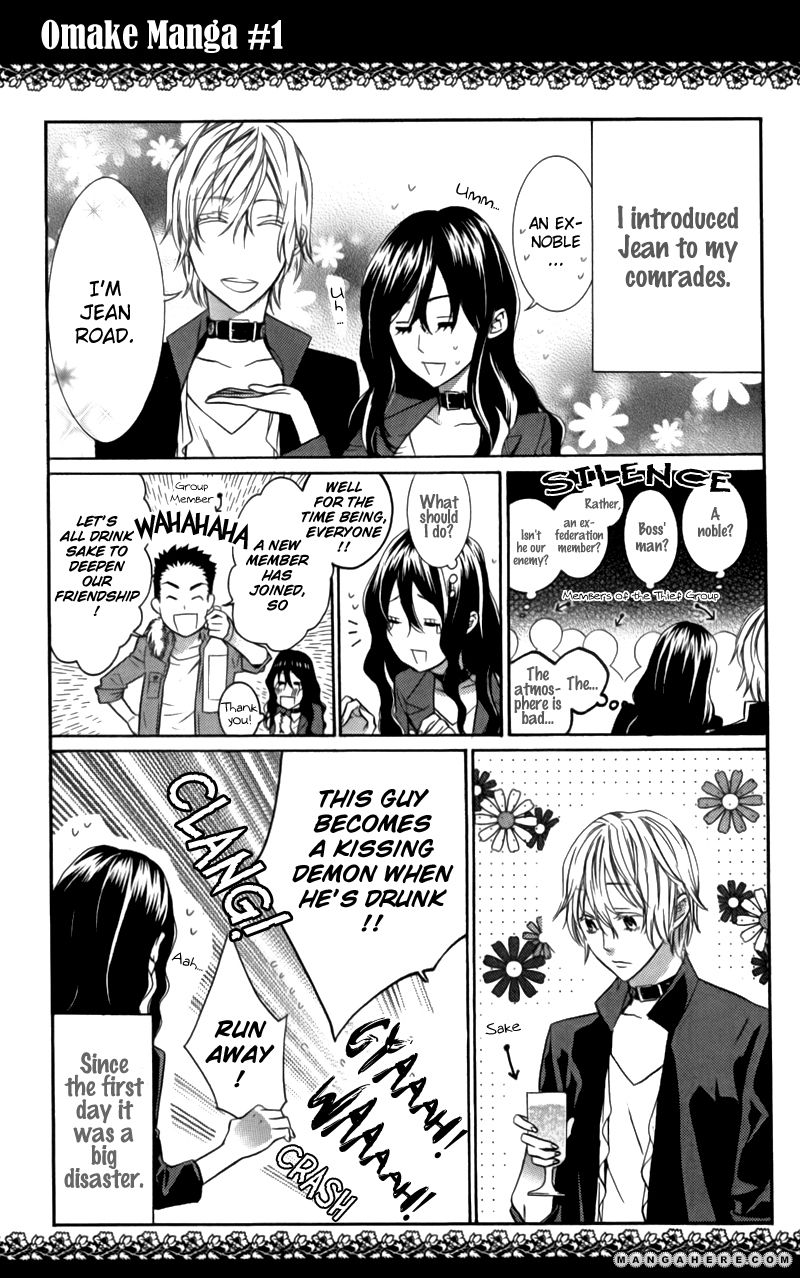 Omake Manga #1
I introduced
Jean to my
comrades.
Umm...
AN EX-
NOBLE
...
Uh
...
I'M
JEAN
ROAD.
SILENCE
A
noble?
Boss'
man?
Rather,
an ex-
federation
member?
Isn't
he our
enemy?
Members of the Thief Group
The...
The
atmos-
phere is
bad...
What
should
I do?
WELL
FOR THE
TIME BEING,
EVERYONE
!!
A NEW
MEMBER
HAS
JOINED,
SO
Group
Member
WAHAHAHA
LET'S
ALL DRINK
SAKE TO
DEEPEN
OUR
FRIENDSHIP
!
Thank
you!
Sake
THIS GUY
BECOMES
A KISSING
DEMON WHEN
HE'S DRUNK
!!
CLANG!
Aah...
RUN
AWAY
!
GYAAAH!
WAAAAH!
CRASH
Since
the first
day it
was a
big
disaster.
MANGAHERE.COM